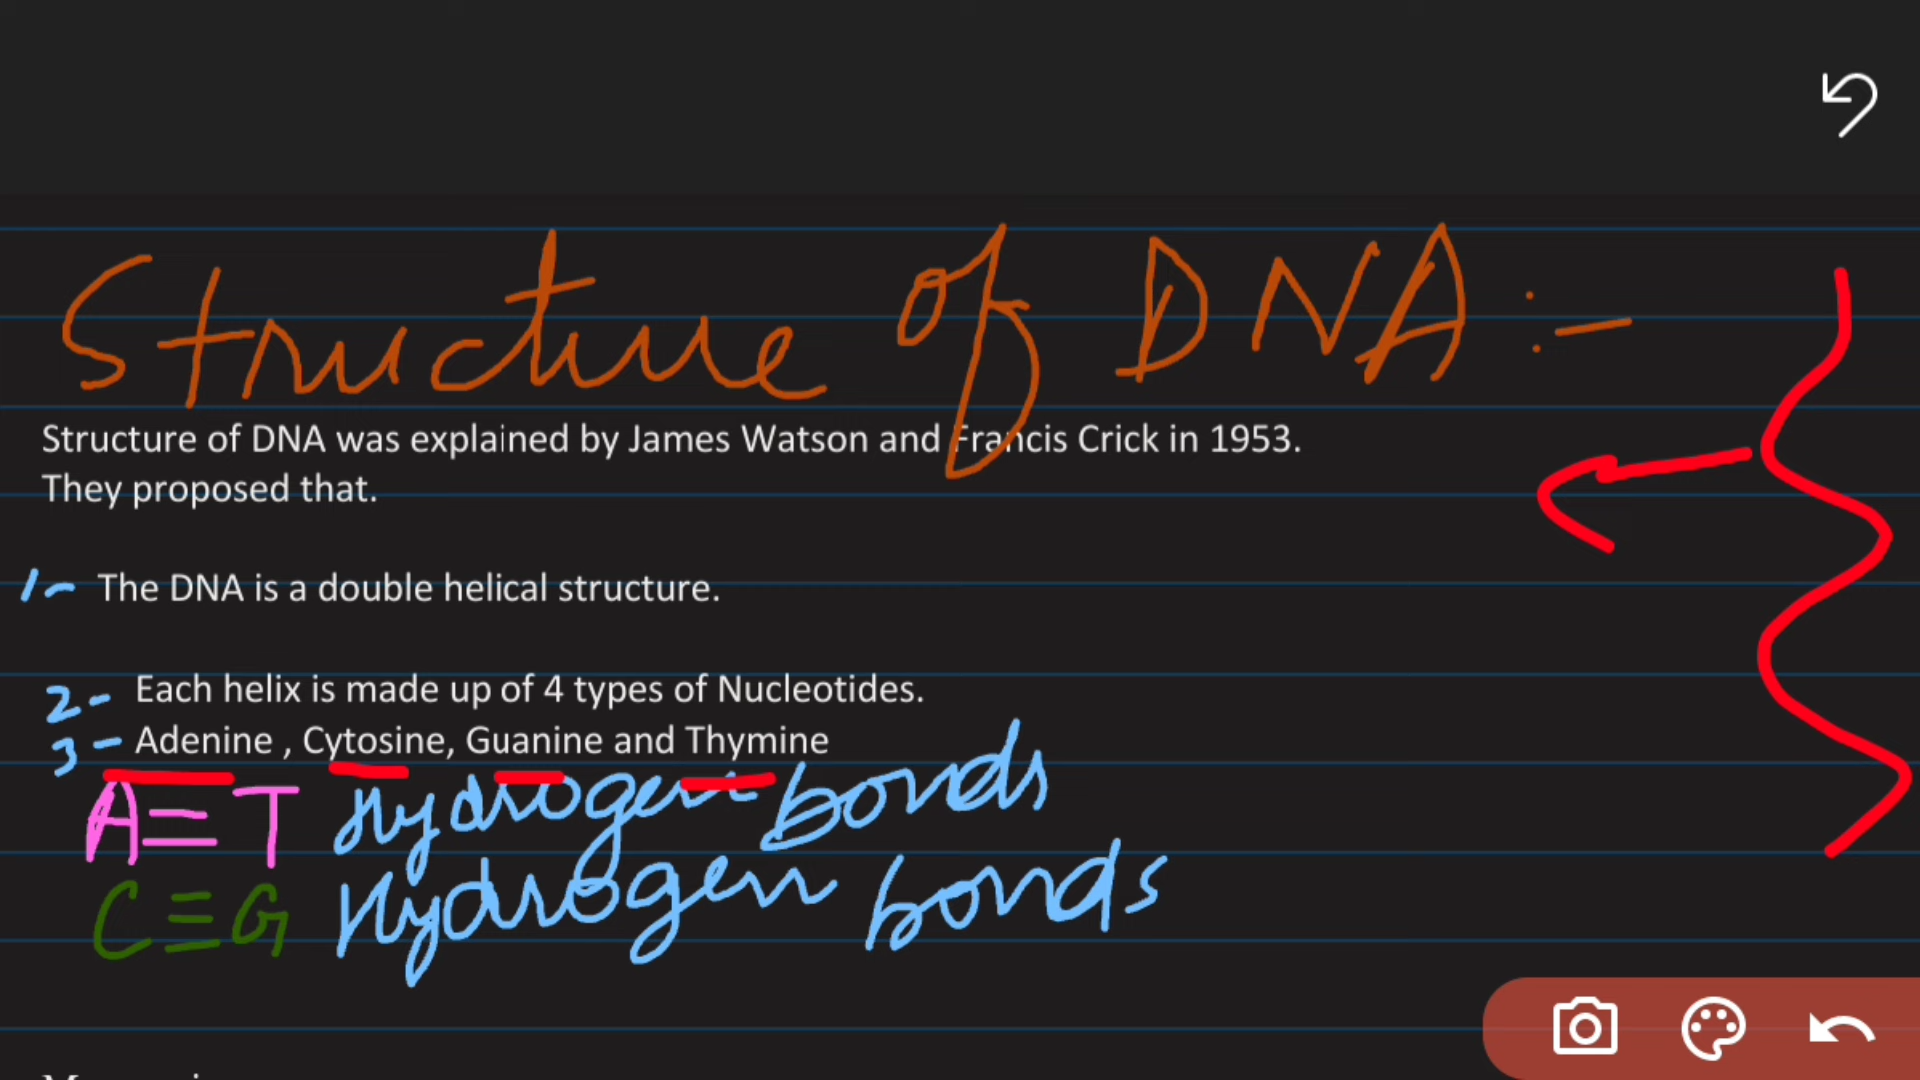 Structure of DNA :-
Structure of DNA was explained by James Watson and Francis Crick in 1953.
They proposed that.
1- The DNA is a double helical structure.
2- Each helix is made up of 4 types of Nucleotides.
3- Adenine , Cytosine, Guanine and Thymine
A=T Hydrogen bonds
C≡G Hydrogen bonds